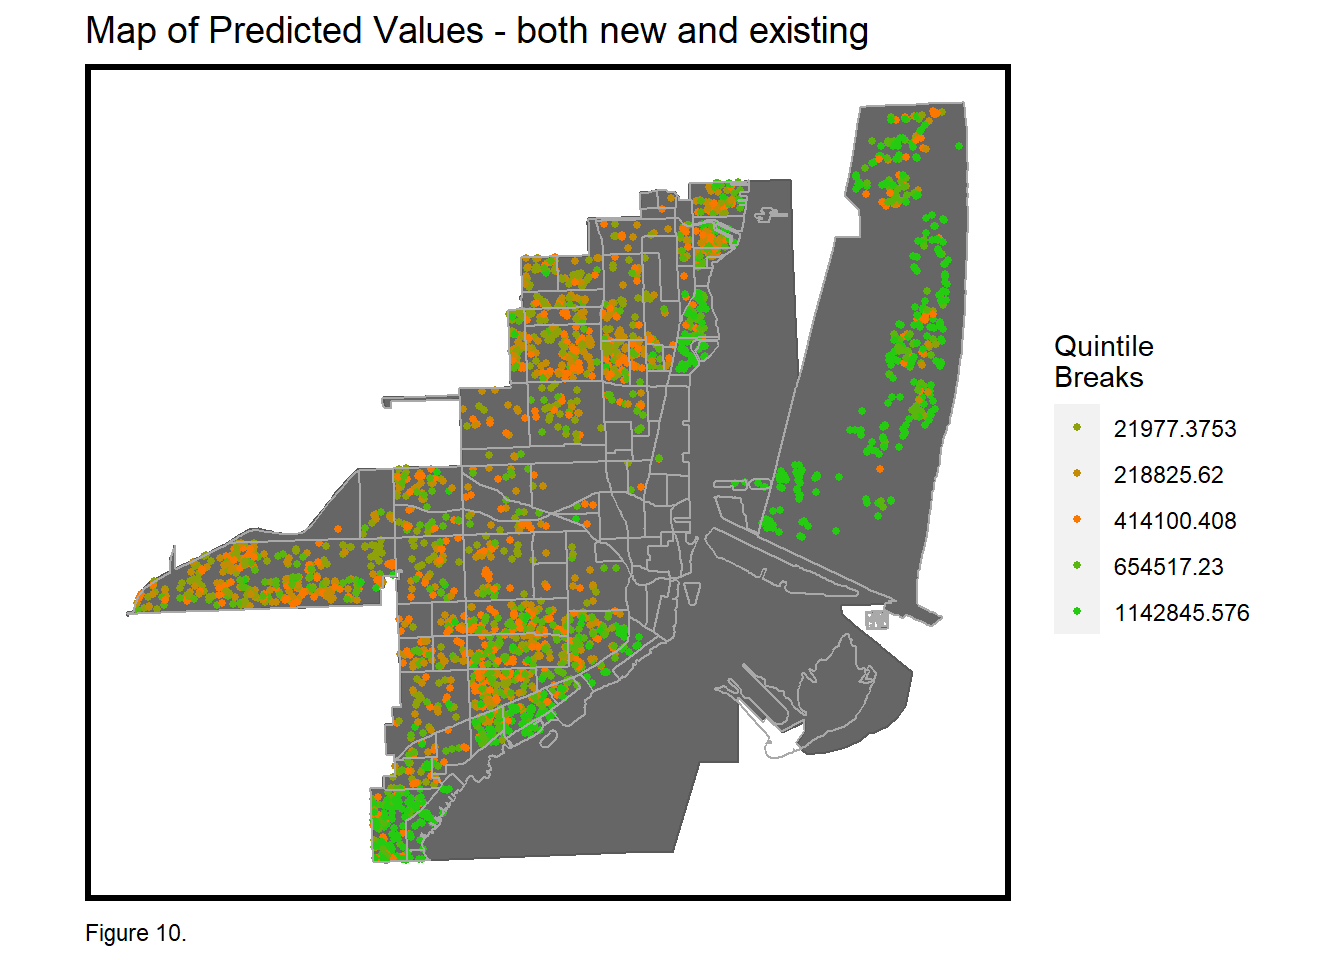 Map of Predicted Values - both new and existing
Quintile
Breaks
21977.3753
218825.62
414100.408
654517.23
1142845.576
Figure 10.